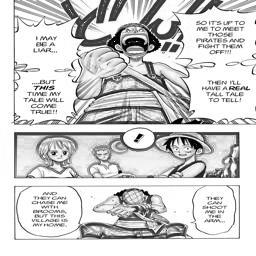 SO IT'S UP TO
ME TO MEET
THOSE
PIRATES AND
FIGHT THEM
OFF!!!
I MAY
BE A
LIAR...
....BUT
THIS
TIME MY
TALE WILL
COME
TRUE!!
THEN I'LL
HAVE A REAL
TALL TALE
TO TELL!
!
THEY CAN
SHOOT
ME IN
THE
ARM...
AND
THEY CAN
CHASE ME
WITH
BROOMS,
BUT THIS
VILLAGE IS
MY HOME.